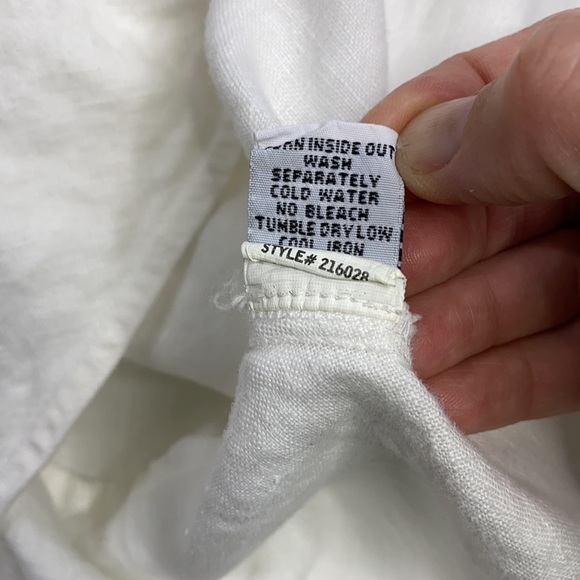 INSIDE OUT
WASH
SEPARATELY
COLD WATER
NO BLEACH
TUMBLE DRY LOW
COOL IRON
STYLE# 216028